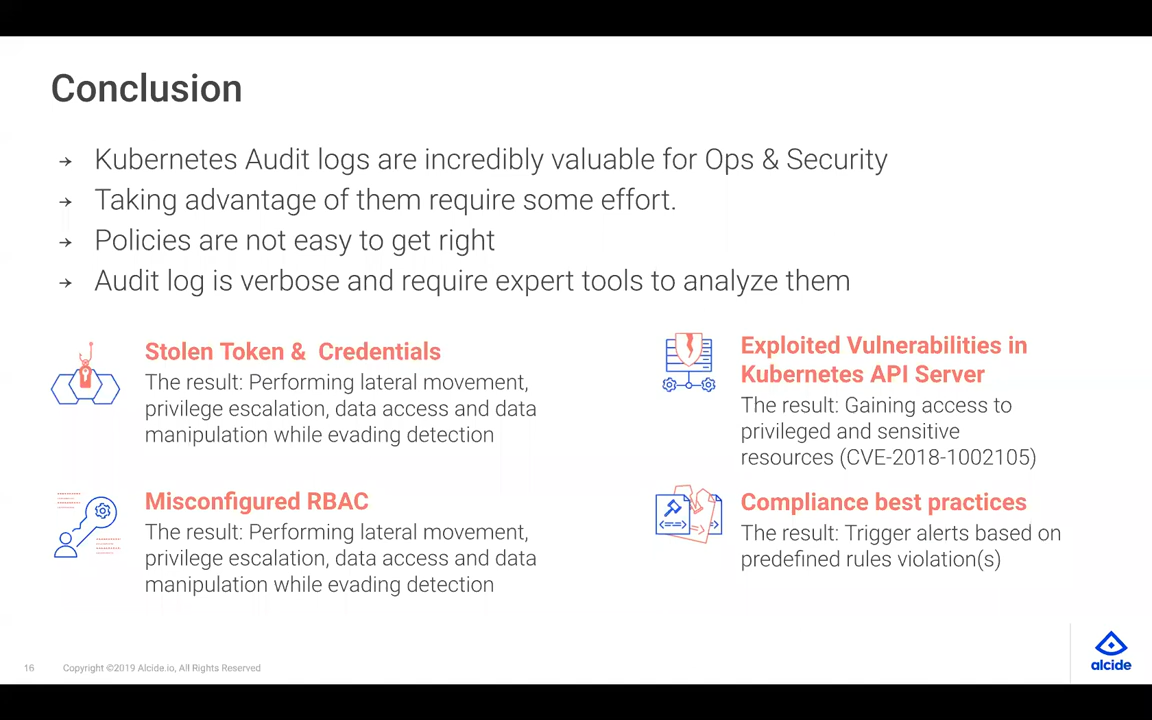 Conclusion
→ Kubernetes Audit logs are incredibly valuable for Ops & Security
→ Taking advantage of them require some effort.
→ Policies are not easy to get right
→ Audit log is verbose and require expert tools to analyze them
Stolen Token & Credentials
The result: Performing lateral movement,
privilege escalation, data access and data
manipulation while evading detection
Exploited Vulnerabilities in
Kubernetes API Server
The result: Gaining access to
privileged and sensitive
resources (CVE-2018-1002105)
Misconfigured RBAC
The result: Performing lateral movement,
privilege escalation, data access and data
manipulation while evading detection
Compliance best practices
The result: Trigger alerts based on
predefined rules violation(s)
16 Copyright ©2019 Alcide.io, All Rights Reserved
alcide